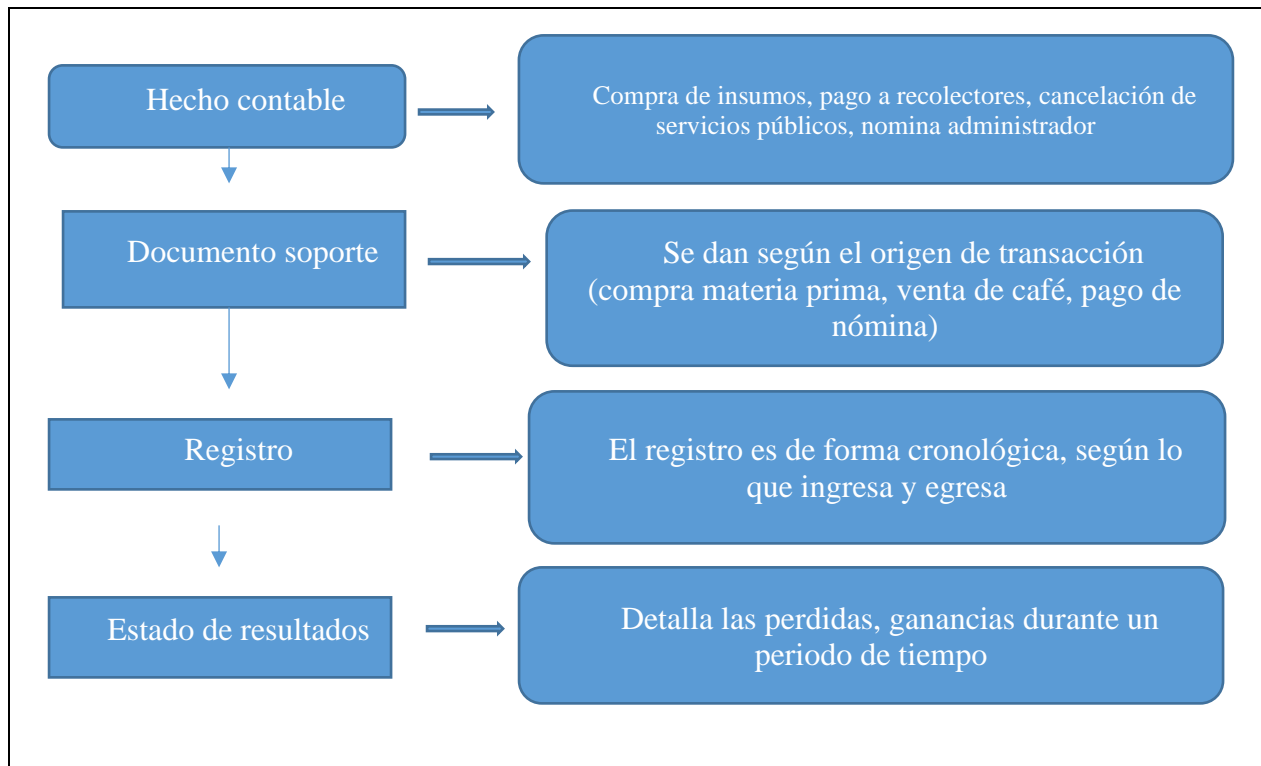 Hecho contable
Compra de insumos, pago a recolectores, cancelación de
servicios públicos, nomina administrador
Documento soporte
Se dan según el origen de transacción
(compra materia prima, venta de café, pago de
nómina)
Registro
El registro es de forma cronológica, según lo
que ingresa y egresa
Estado de resultados
Detalla las perdidas, ganancias durante un
periodo de tiempo